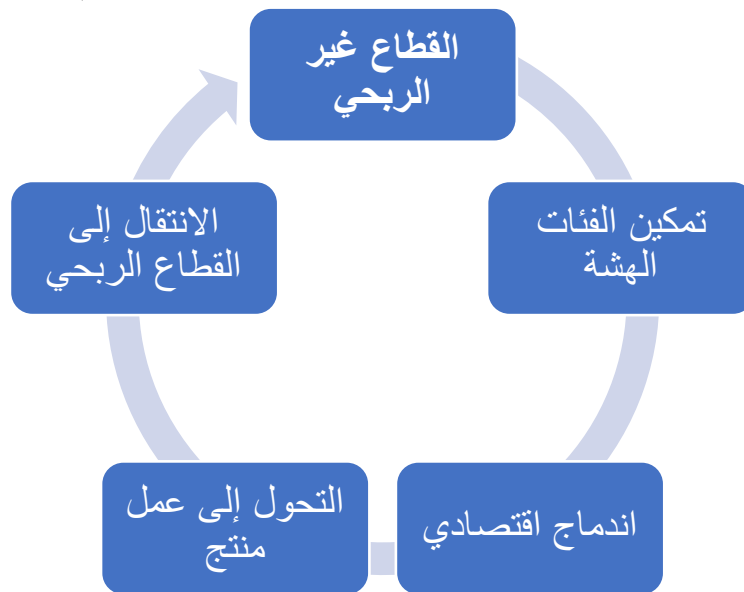 القطاع غير
الربحي
تمكين الفئات
الهشة
اندماج اقتصادي
التحول إلى عمل
منتج
الانتقال إلى
القطاع الربحي